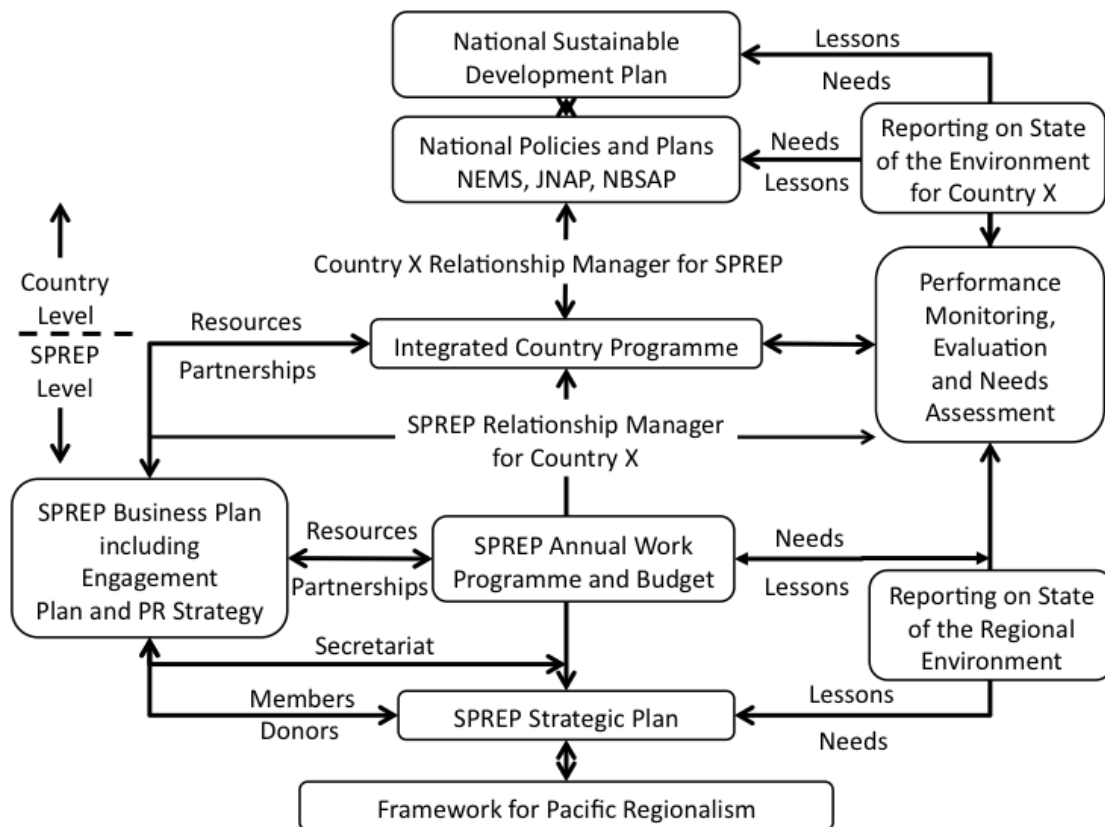 National Sustainable
Development Plan
Lessons
Needs
National Policies and Plans
NEMS, JNAP, NBSAP
Needs
Lessons
Reporting on State
of the Environment
for Country X
Country
Level
SPREP
Level
Country X Relationship Manager for SPREP
Resources
Partnerships
Integrated Country Programme
Performance
Monitoring,
Evaluation
and Needs
Assessment
SPREP Relationship Manager
for Country X
SPREP Business Plan
including
Engagement
Plan and PR Strategy
Resources
Partnerships
SPREP Annual Work
Programme and Budget
Needs
Lessons
Reporting on State
of the Regional
Environment
Secretariat
Members
Donors
SPREP Strategic Plan
Lessons
Needs
Framework for Pacific Regionalism